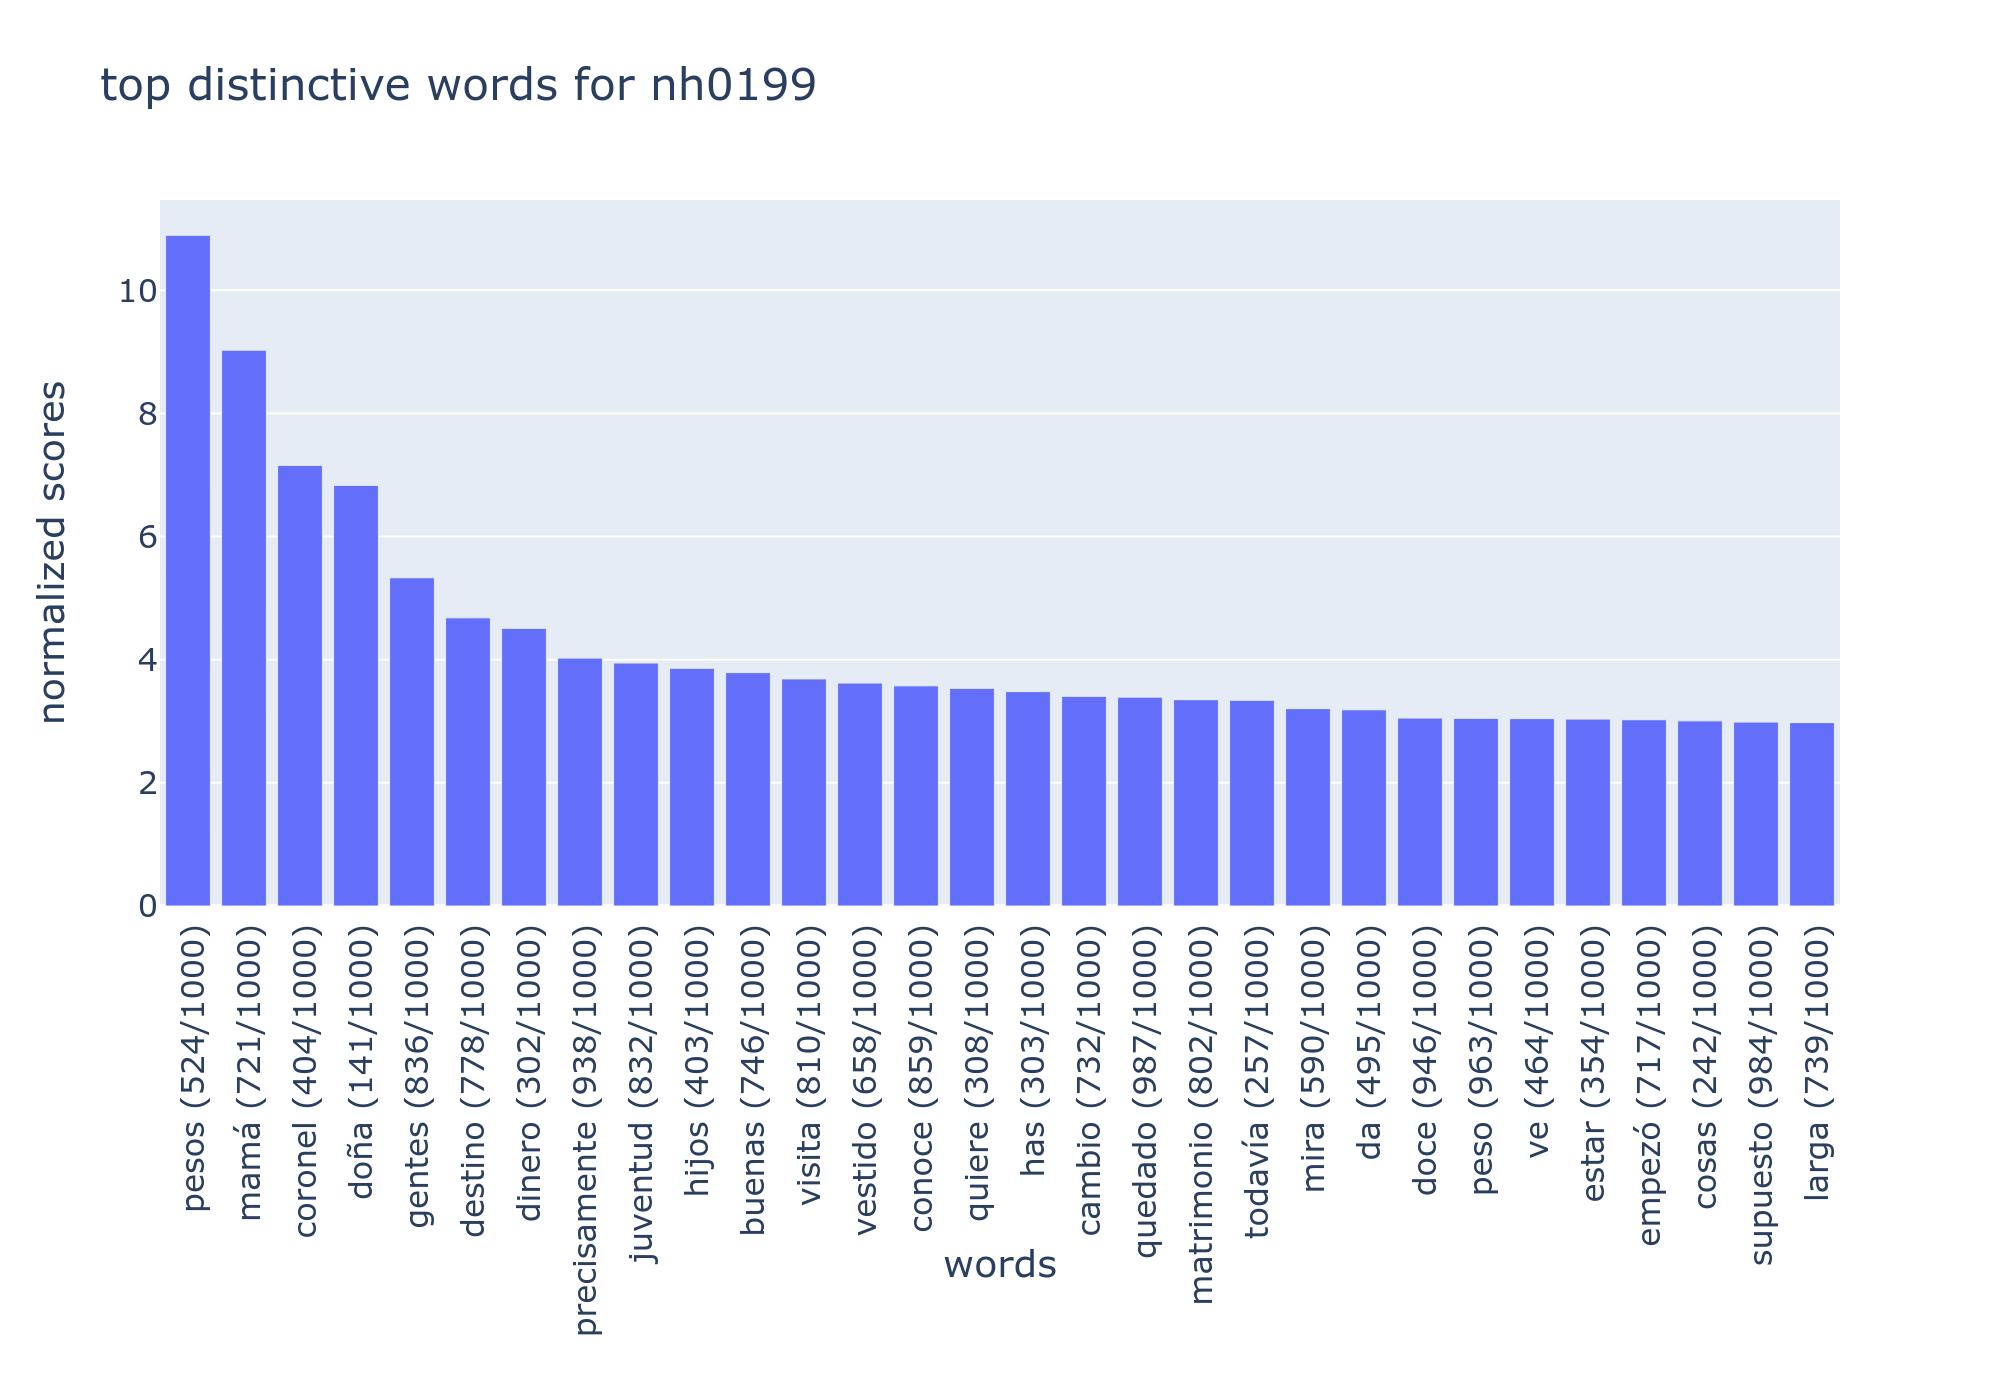 top distinctive words for nh0199
normalized scores
10
8
6
4
2
0
pesos (5524/1000)
mamá (7221/1000)
coronel (404/1000)
doña (141/1000)
gentes (836/1000)
destino (7778/1000)
dinero (3302/1000)
precisamente (938/1000)
juventud (832/1000)
hijos (403/1000)
buenas (746/1000)
visita (810/1000)
vestido (658/1000)
conoce (859/1000)
quiere (308/1000)
has (303/1000)
cambio (732/1000)
quedado (987/1000)
matrimonio (802/1000)
todavía (257/1000)
mira (590/1000)
da (495/1000)
doce (946/1000)
peso (963/1000)
ve (464/1000)
estar (354/1000)
empezó (717/1000)
cosas (242/1000)
supuesto (984/1000)
larga (739/1000)
words